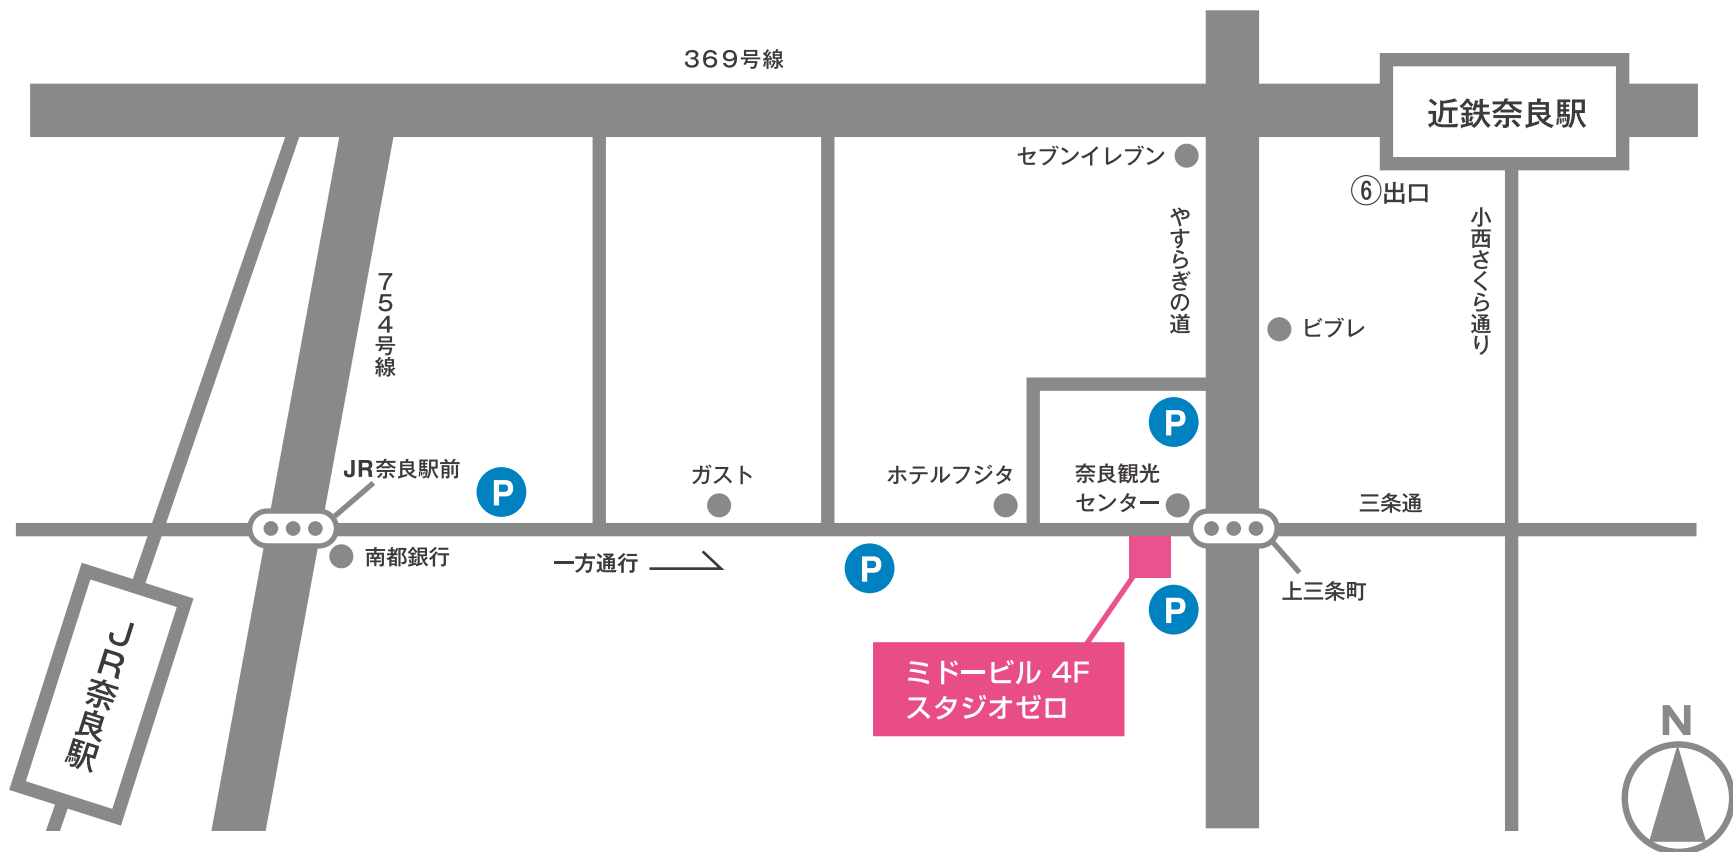 369号線
近鉄奈良駅
セブンイレブン
⑥出口
やすらぎの道
小西さくら通り
754号線
ビブレ
P
JR奈良駅前
P
ガスト
ホテルフジタ
奈良観光
センター
三条通
南都銀行
一方通行
P
P
上三条町
JR奈良駅
ミドービル 4F
スタジオゼロ
N